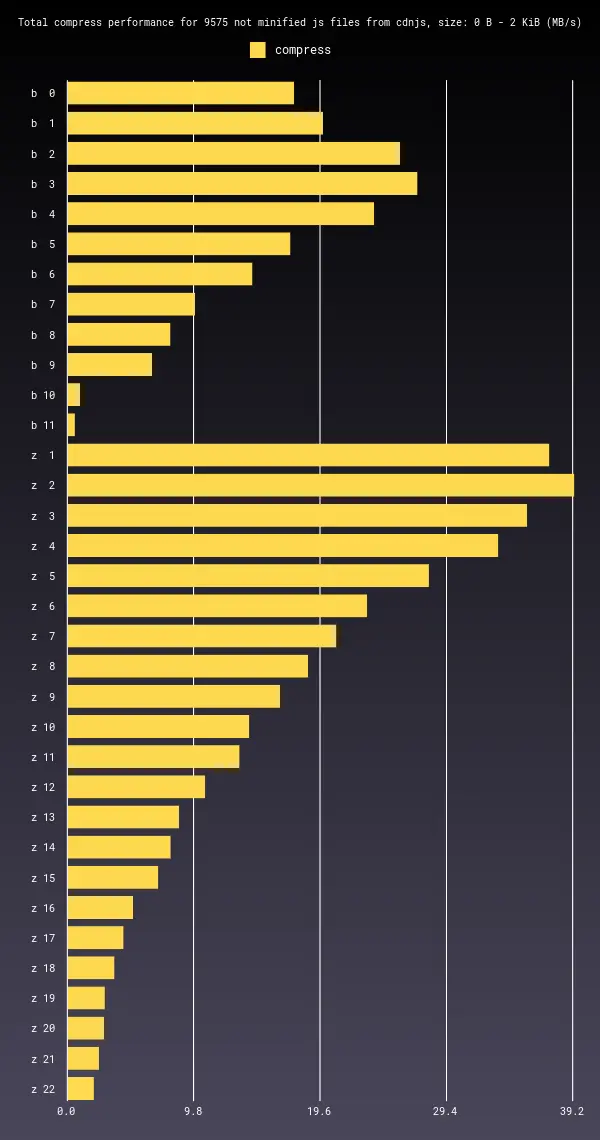 Total compress performance for 9575 not minified js files from cdnjs, size: 0 B - 2 KiB (MB/s)
compress
b 0
b 1
b 2
b 3
b 4
b 5
b 6
b 7
b 8
b 9
b 10
b 11
z 1
z 2
z 3
z 4
z 5
z 6
z 7
z 8
z 9
z 10
z 11
z 12
z 13
z 14
z 15
z 16
z 17
z 18
z 19
z 20
z 21
z 22
0.0 9.8 19.6 29.4 39.2